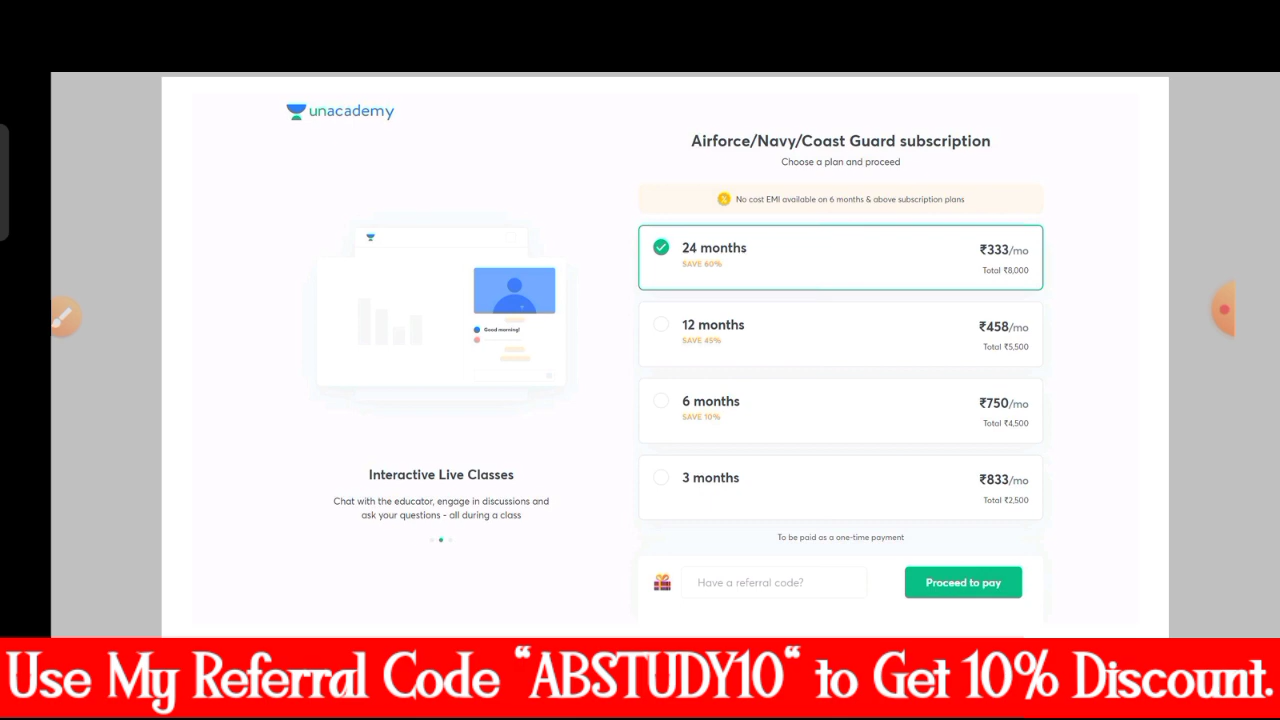 unacademy
Airforce/Navy/Coast Guard subscription
Choose a plan and proceed
No cost EMI available on 6 months & above subscription plans
24 months ₹333/mo
SAVE 60% Total ₹8,000
12 months ₹458/mo
SAVE 45% Total ₹5,500
6 months ₹750/mo
SAVE 10% Total ₹4,500
3 months ₹833/mo
Total ₹2,500
To be paid as a one-time payment
Have a referral code? Proceed to pay
Good morning!
Interactive Live Classes
Chat with the educator, engage in discussions and
ask your questions - all during a class
Use My Referral Code “ABSTUDY10“ to Get 10% Discount.